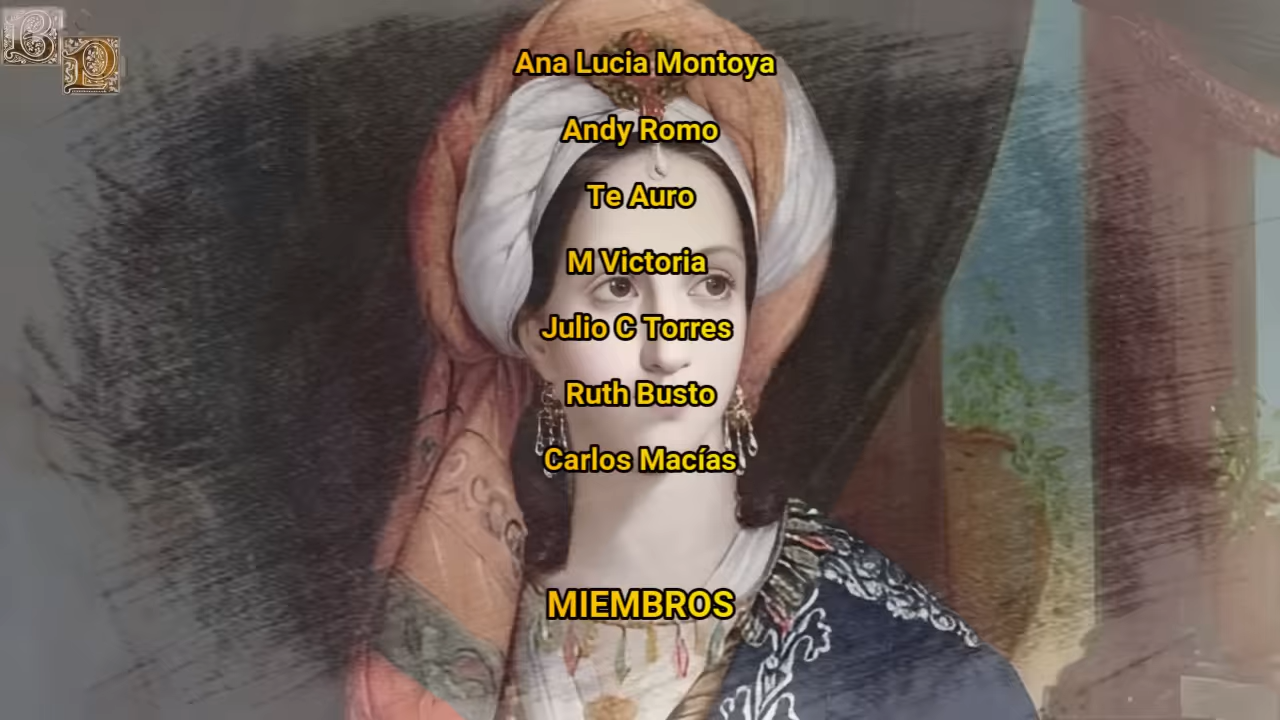 B
D
Ana Lucia Montoya
Andy Romo
Te Auro
M Victoria
Julio C Torres
Ruth Busto
Carlos Macías
MIEMBROS